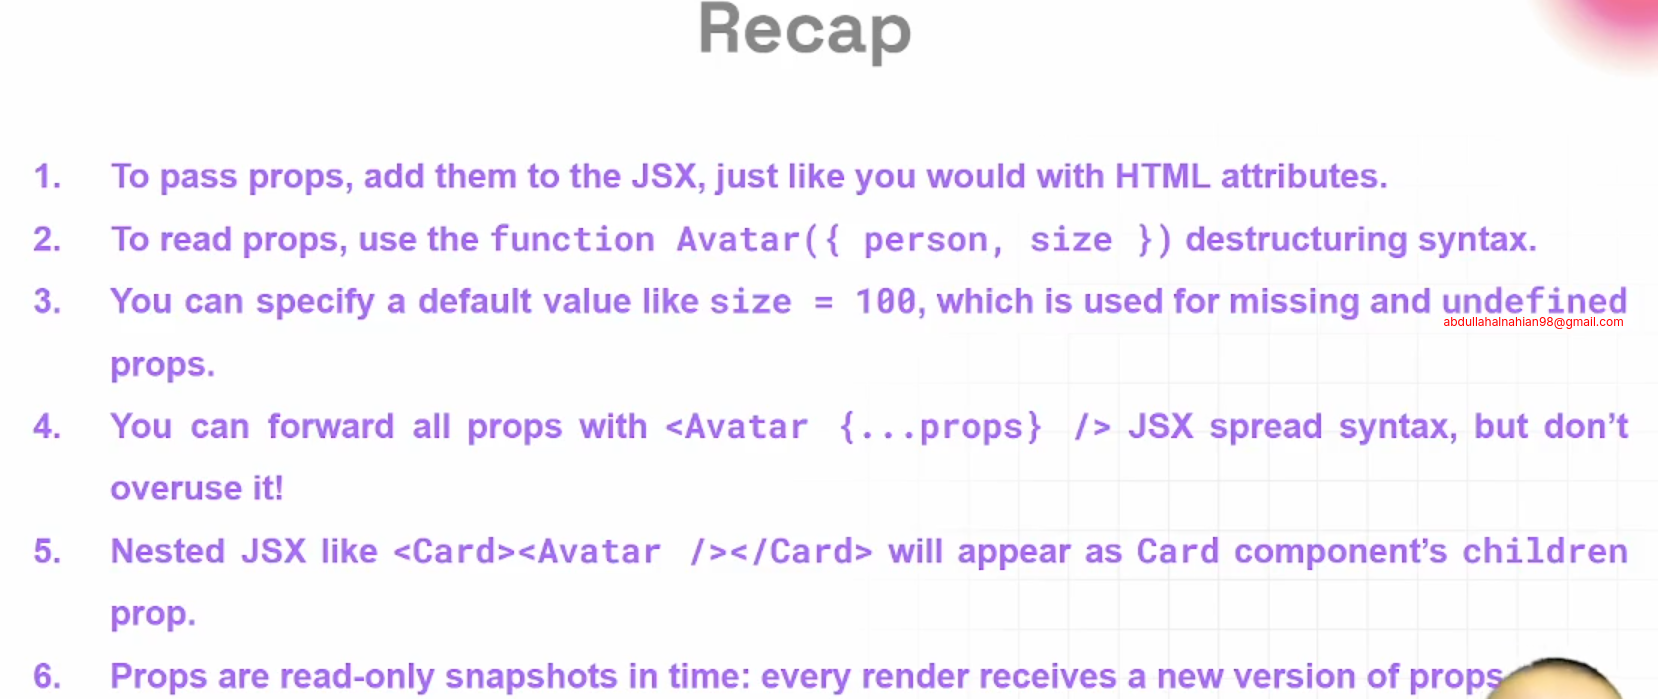 Recap
1. To pass props, add them to the JSX, just like you would with HTML attributes.
2. To read props, use the function Avatar({ person, size }) destructuring syntax.
3. You can specify a default value like size = 100, which is used for missing and undefined
abdullahalnahian98@gmail.com
props.
4. You can forward all props with <Avatar {...props} /> JSX spread syntax, but don’t
overuse it!
5. Nested JSX like <Card><Avatar /></Card> will appear as Card component’s children
prop.
6. Props are read-only snapshots in time: every render receives a new version of props